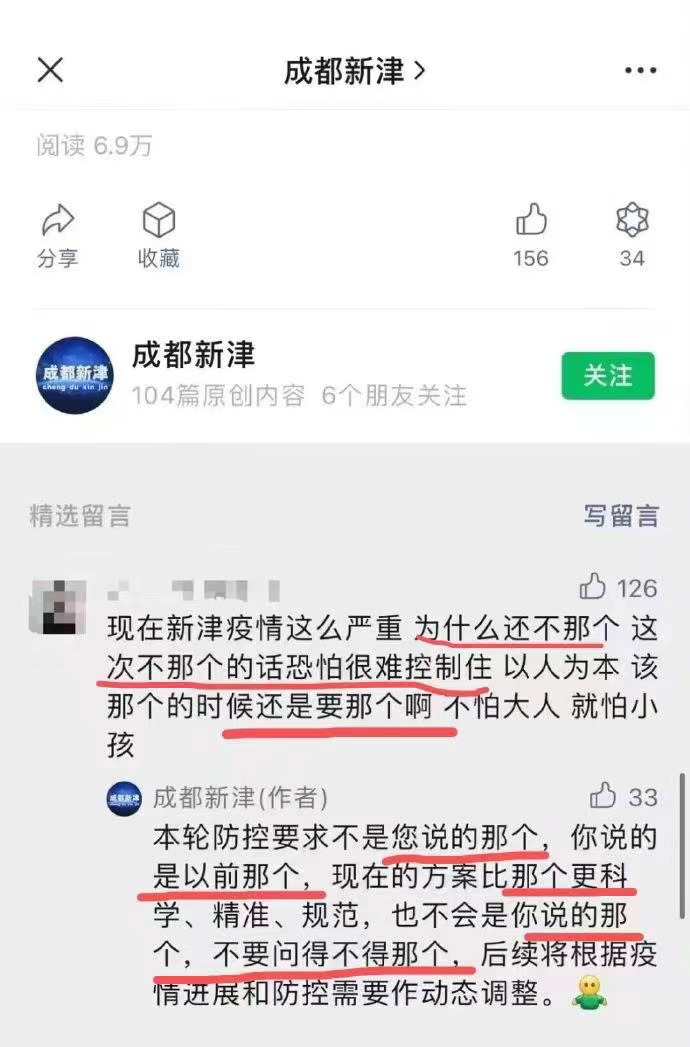 成都新津
阅读 6.9万
分享
收藏
156
34
成都新津
cheng du xin jin
成都新津
104篇原创内容 6个朋友关注
关注
精选留言
写留言
126
现在新津疫情这么严重 为什么还不那个 这
次不那个的话恐怕很难控制住 以人为本 该
那个的时候还是要那个啊 不怕大人 就怕小
孩
成都新津
成都新津(作者)
33
本轮防控要求不是您说的那个，你说的
是以前那个，现在的方案比那个更科
学、精准、规范，也不会是你说的那
个，不要问得不得那个，后续将根据疫
情进展和防控需要作动态调整。